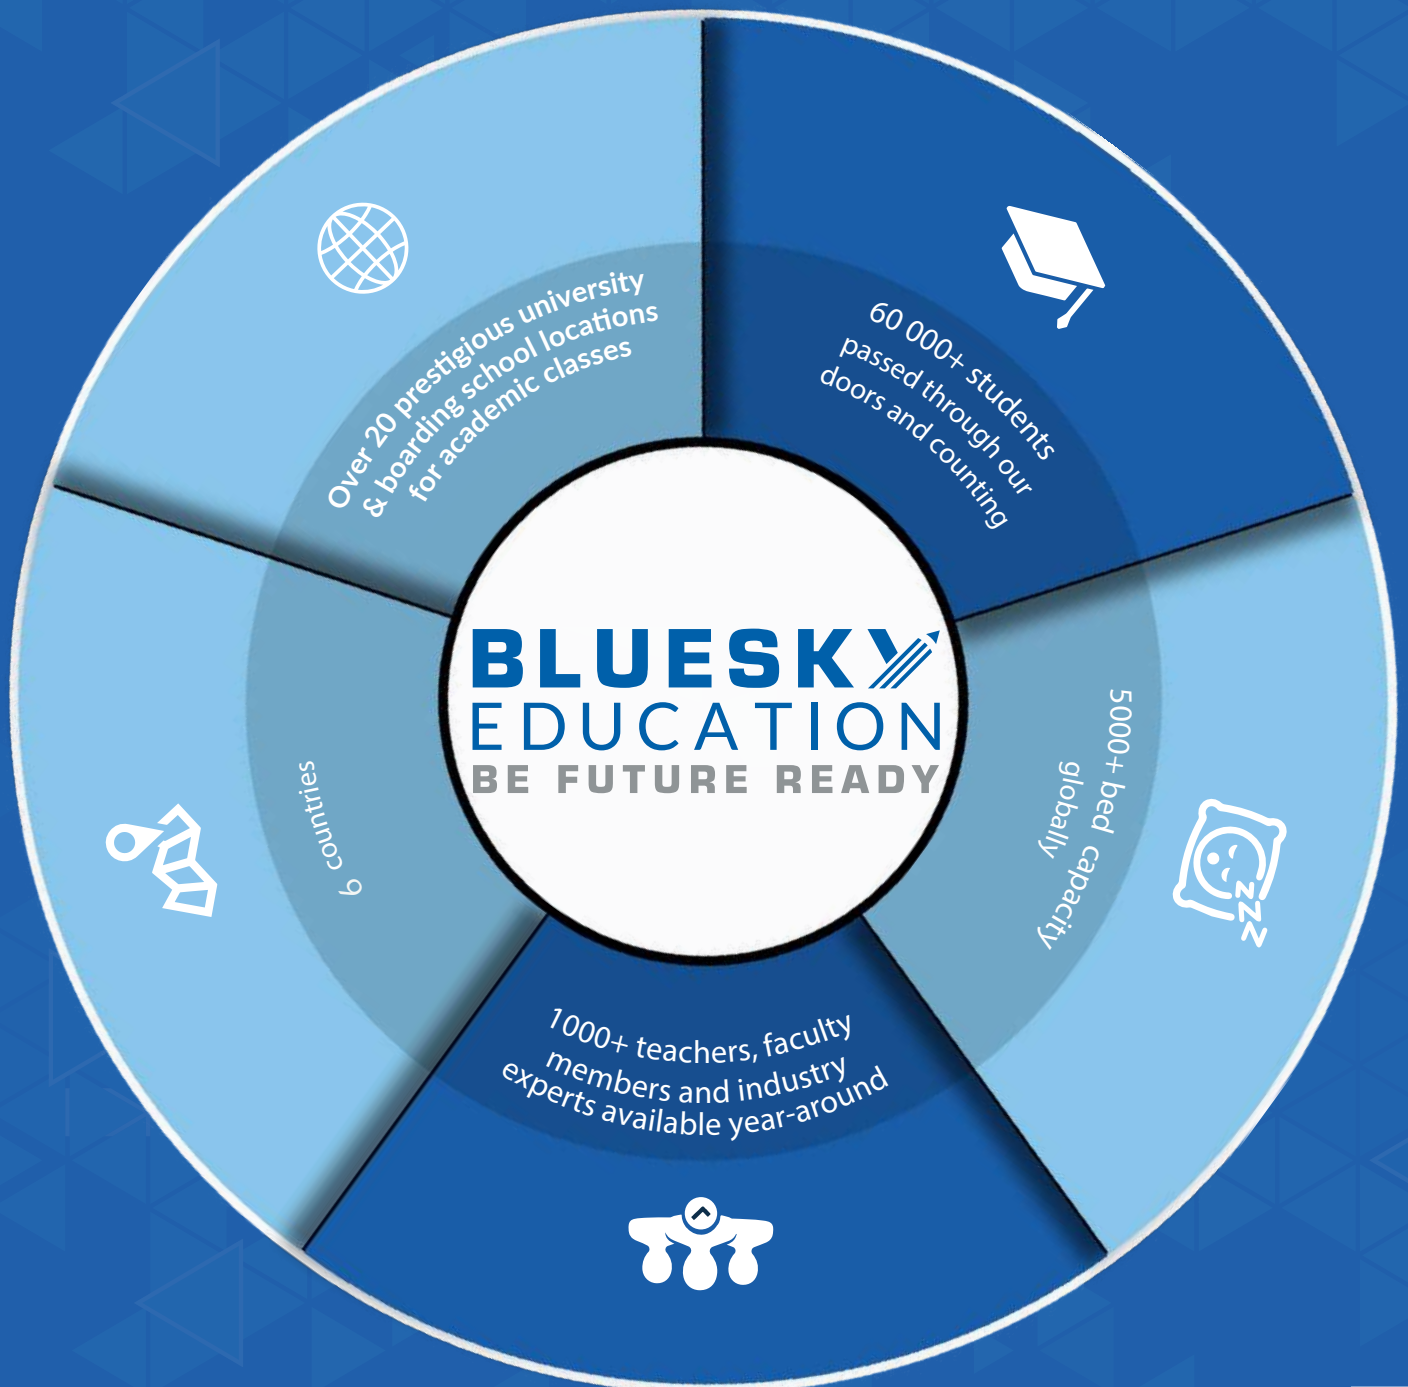 Over 20 prestigious university
& boarding school locations
for academic classes
60 000+ students
passed through our
doors and counting
5000+ bed capacity
globally
1000+ teachers, faculty
members and industry
experts available year-around
6 countries
BLUESKY
EDUCATION
BE FUTURE READY
zzz